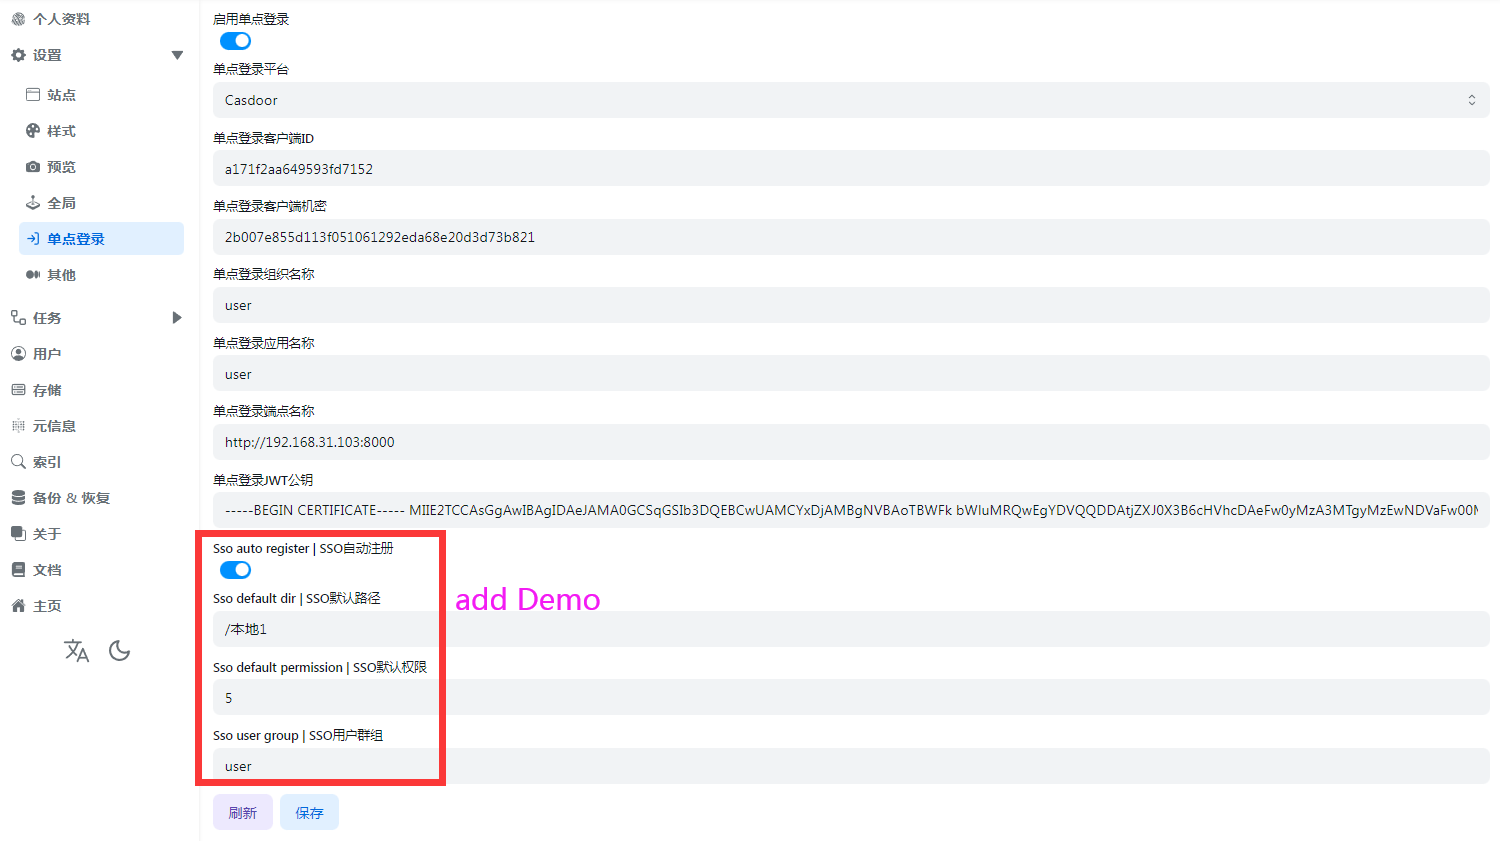 个人资料
设置
站点
样式
预览
全局
单点登录
其他
任务
用户
存储
元信息
索引
备份 & 恢复
关于
文档
主页
启用单点登录
单点登录平台
Casdoor
单点登录客户端ID
a171f2aa649593fd7152
单点登录客户端机密
2b007e855d113f051061292eda68e20d3d73b821
单点登录组织名称
user
单点登录应用名称
user
单点登录端点名称
http://192.168.31.103:8000
单点登录JWT公钥
-----BEGIN CERTIFICATE----- MIIE2TCCAsGgAwIBAgIDAeJAMA0GCSqGSIb3DQEBCwUAMCYxDjAMBgNVBAoTBWFk bWluMRQwEgYDVQQDDAtjZXJ0X3B6cHVhcDAeFw0yMzA3MTgyMzEwNDVaFw00M
Sso auto register | SSO自动注册
Sso default dir | SSO默认路径
/本地1
Sso default permission | SSO默认权限
5
Sso user group | SSO用户群组
user
add Demo
刷新
保存